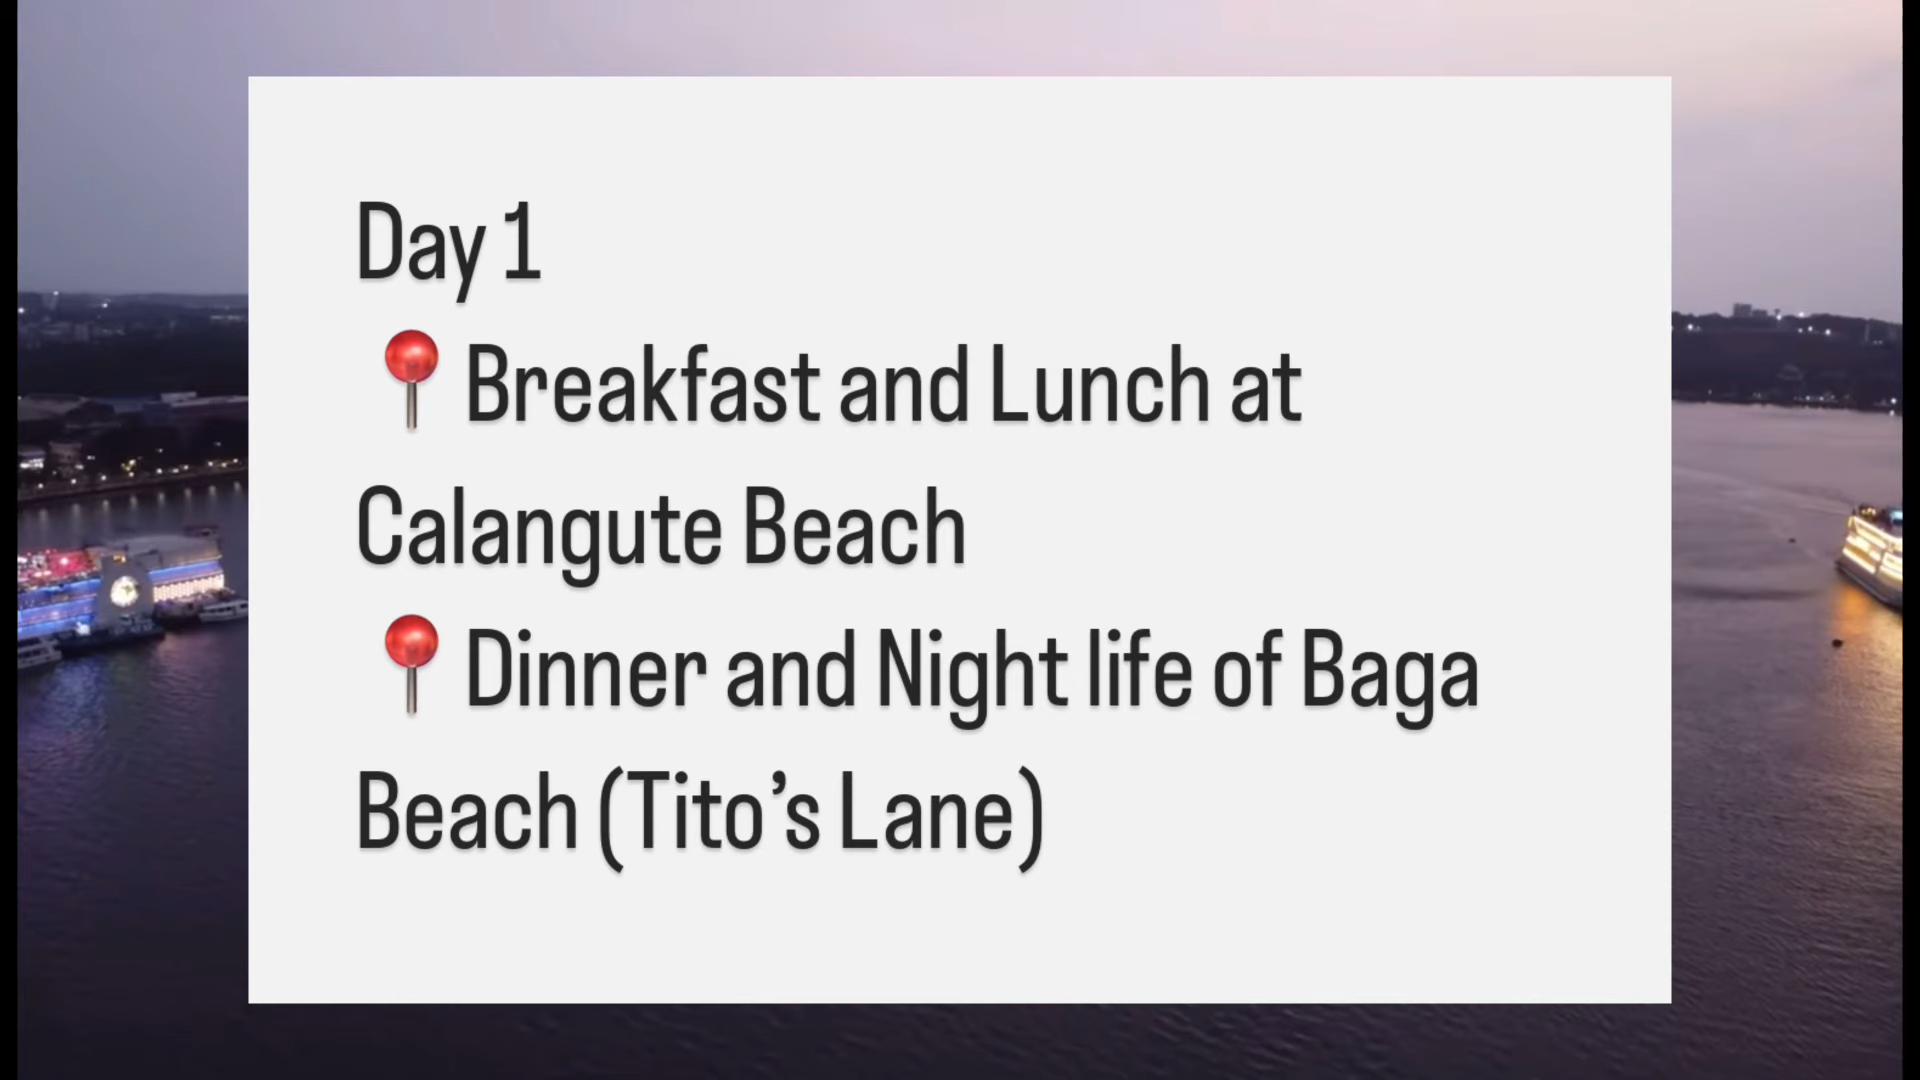 Day 1
📍Breakfast and Lunch at
Calangute Beach
📍Dinner and Night life of Baga
Beach (Tito’s Lane)